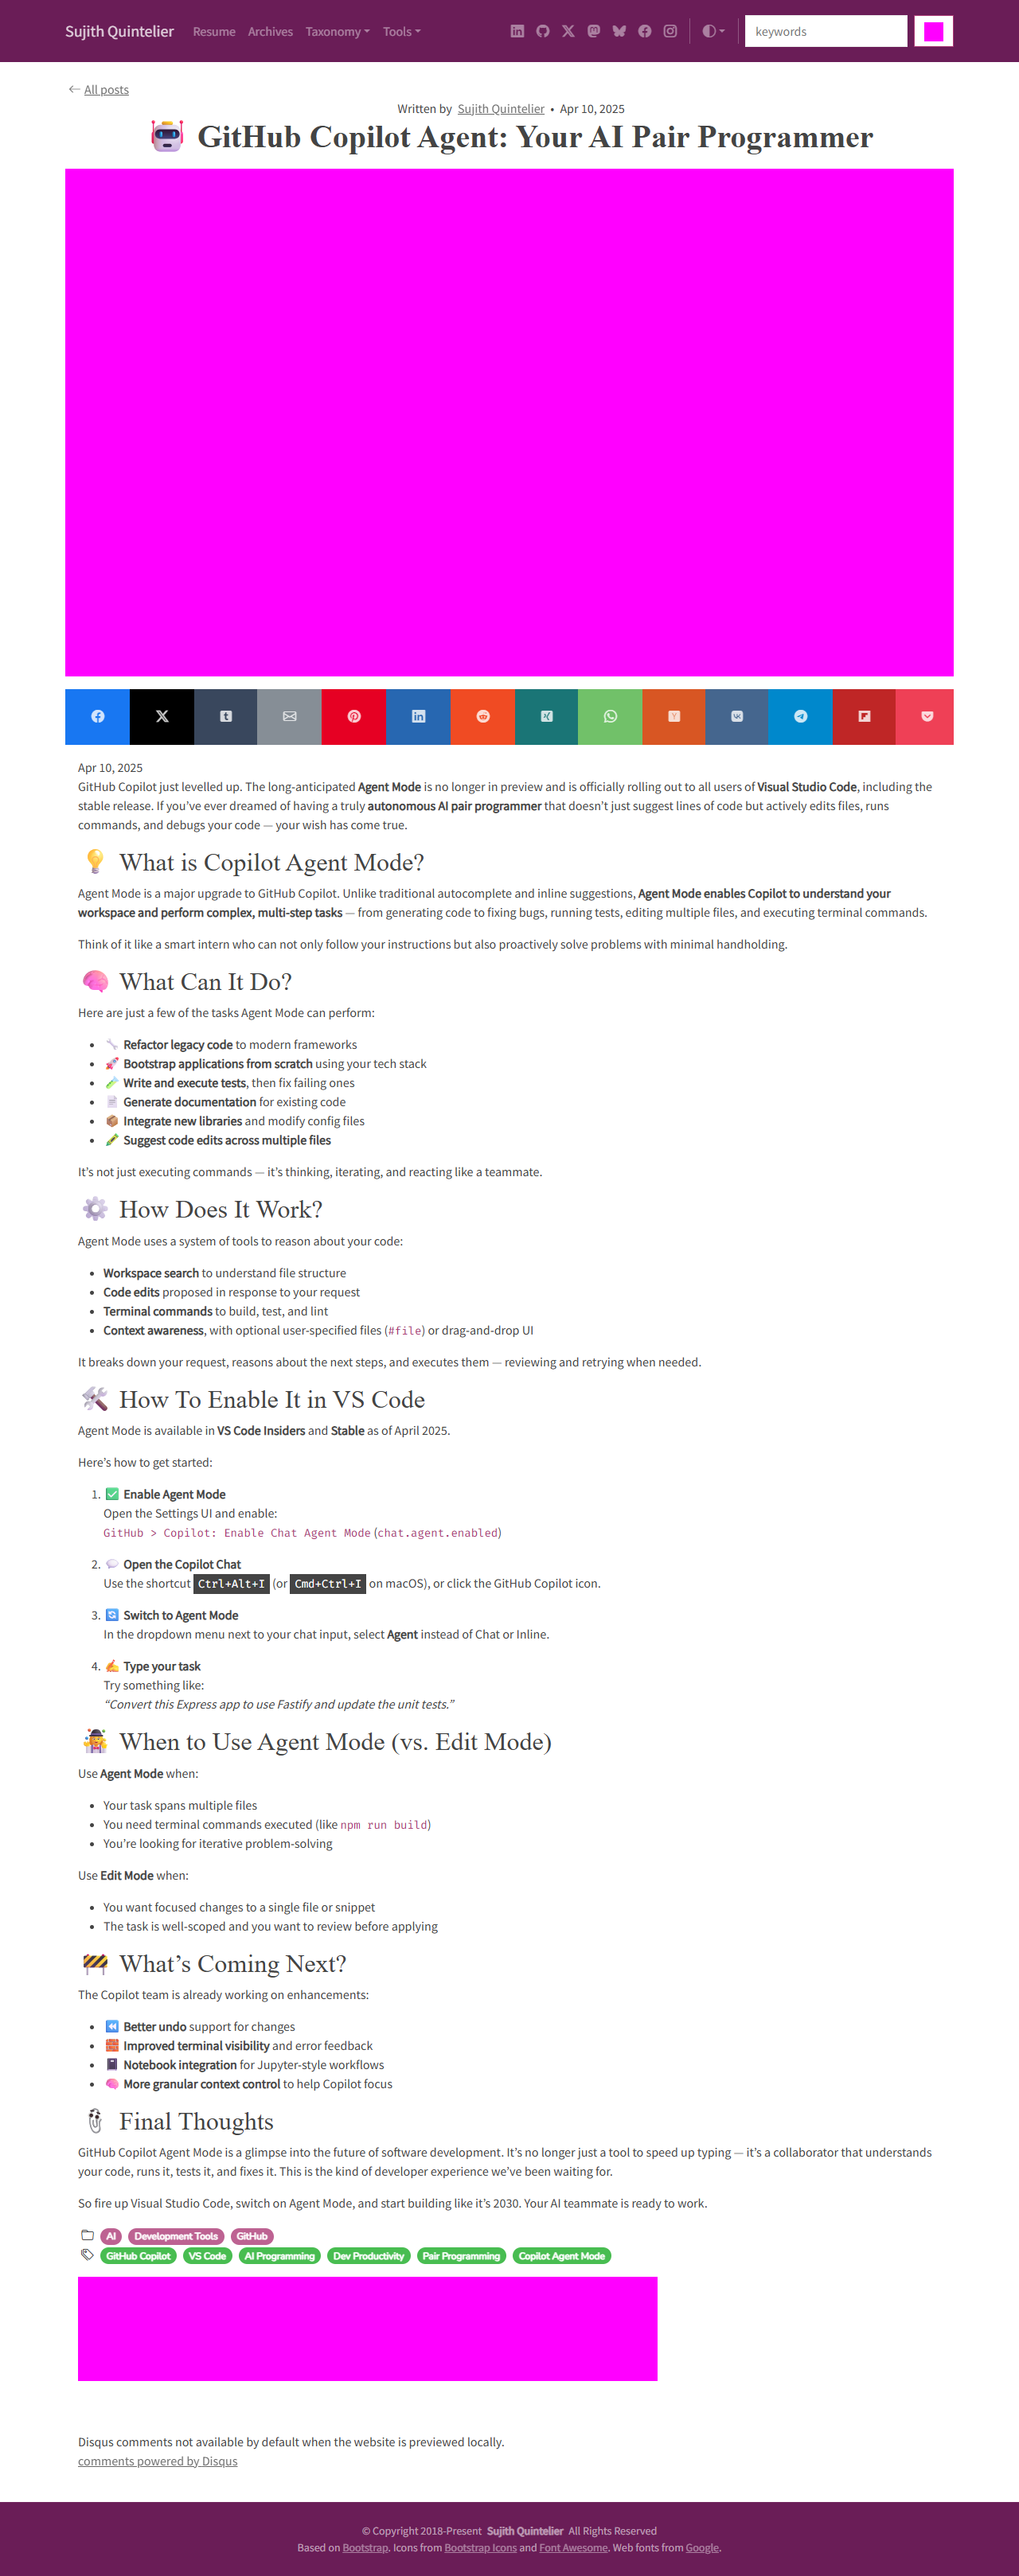 Sujith Quintelier Resume Archives Taxonomy Tools keywords
All posts
Written by Sujith Quintelier • Apr 10, 2025
GitHub Copilot Agent: Your AI Pair Programmer
Apr 10, 2025
GitHub Copilot just levelled up. The long-anticipated Agent Mode is no longer in preview and is officially rolling out to all users of Visual Studio Code, including the
stable release. If you’ve ever dreamed of having a truly autonomous AI pair programmer that doesn’t just suggest lines of code but actively edits files, runs
commands, and debugs your code — your wish has come true.
💡 What is Copilot Agent Mode?
Agent Mode is a major upgrade to GitHub Copilot. Unlike traditional autocomplete and inline suggestions, Agent Mode enables Copilot to understand your
workspace and perform complex, multi-step tasks — from generating code to fixing bugs, running tests, editing multiple files, and executing terminal commands.
Think of it like a smart intern who can not only follow your instructions but also proactively solve problems with minimal handholding.
🧠 What Can It Do?
Here are just a few of the tasks Agent Mode can perform:
• 🔧 Refactor legacy code to modern frameworks
• 🚀 Bootstrap applications from scratch using your tech stack
• 🧪 Write and execute tests, then fix failing ones
• 📄 Generate documentation for existing code
• 📦 Integrate new libraries and modify config files
• 🖍 Suggest code edits across multiple files
It’s not just executing commands — it’s thinking, iterating, and reacting like a teammate.
⚙️ How Does It Work?
Agent Mode uses a system of tools to reason about your code:
• Workspace search to understand file structure
• Code edits proposed in response to your request
• Terminal commands to build, test, and lint
• Context awareness, with optional user-specified files (#file) or drag-and-drop UI
It breaks down your request, reasons about the next steps, and executes them — reviewing and retrying when needed.
🛠️ How To Enable It in VS Code
Agent Mode is available in VS Code Insiders and Stable as of April 2025.
Here’s how to get started:
1. ✅ Enable Agent Mode
Open the Settings UI and enable:
GitHub > Copilot: Enable Chat Agent Mode (chat.agent.enabled)
2. 💬 Open the Copilot Chat
Use the shortcut Ctrl+Alt+I (or Cmd+Ctrl+I on macOS), or click the GitHub Copilot icon.
3. 🔄 Switch to Agent Mode
In the dropdown menu next to your chat input, select Agent instead of Chat or Inline.
4. ✍️ Type your task
Try something like:
“Convert this Express app to use Fastify and update the unit tests.”
🤹‍♀️ When to Use Agent Mode (vs. Edit Mode)
Use Agent Mode when:
• Your task spans multiple files
• You need terminal commands executed (like npm run build)
• You’re looking for iterative problem-solving
Use Edit Mode when:
• You want focused changes to a single file or snippet
• The task is well-scoped and you want to review before applying
🚧 What’s Coming Next?
The Copilot team is already working on enhancements:
• ⏪ Better undo support for changes
• 🧱 Improved terminal visibility and error feedback
• 📓 Notebook integration for Jupyter-style workflows
• 🧠 More granular context control to help Copilot focus
Final Thoughts
GitHub Copilot Agent Mode is a glimpse into the future of software development. It’s no longer just a tool to speed up typing — it’s a collaborator that understands
your code, runs it, tests it, and fixes it. This is the kind of developer experience we’ve been waiting for.
So fire up Visual Studio Code, switch on Agent Mode, and start building like it’s 2030. Your AI teammate is ready to work.
AI Development Tools GitHub
GitHub Copilot VS Code AI Programming Dev Productivity Pair Programming Copilot Agent Mode
Disqus comments not available by default when the website is previewed locally.
comments powered by Disqus
© Copyright 2018-Present Sujith Quintelier All Rights Reserved
Based on Bootstrap. Icons from Bootstrap Icons and Font Awesome. Web fonts from Google.